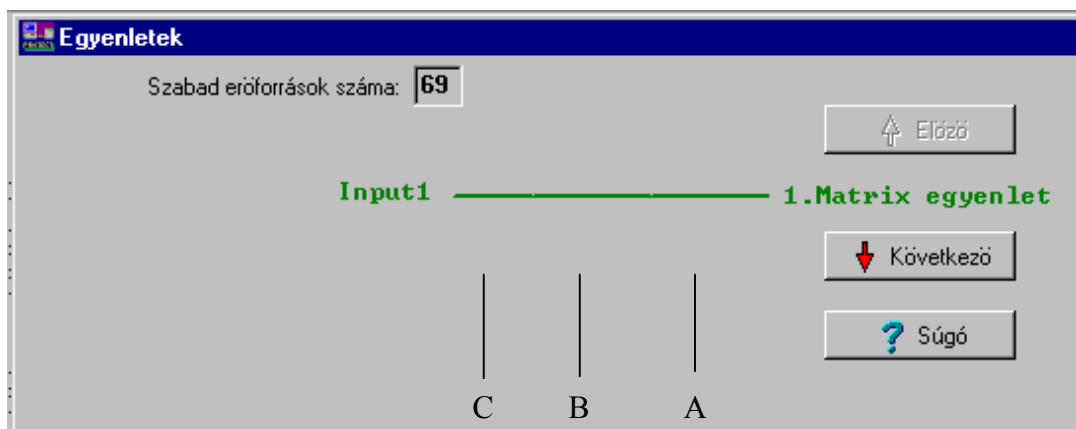 Egyenletek
Szabad erőforrások száma: 69
Előző
Input1 1.Matrix egyenlet
Következő
Súgó
C B A